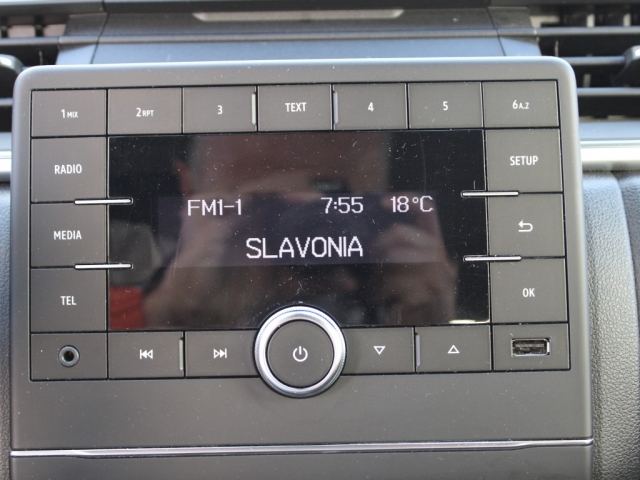 1 MIX 2 RPT 3 TEXT 4 5 6 A.Z
RADIO SETUP
FM1-1 7:55 18°C
MEDIA
SLAVONIA
TEL OK